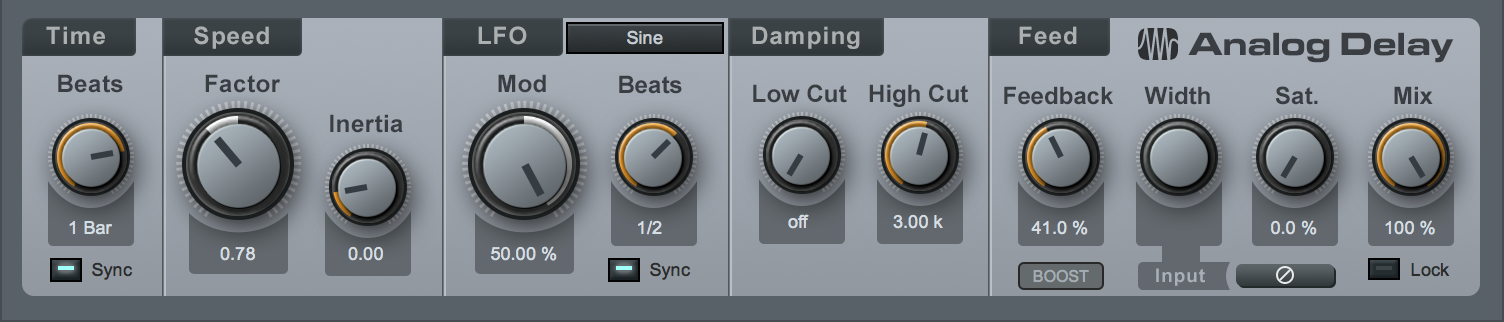 Time
Speed
LFO
Sine
Damping
Feed
Analog Delay
Beats
Factor
Inertia
Mod
Beats
Low Cut
High Cut
Feedback
Width
Sat.
Mix
1 Bar
0.78
0.00
50.00 %
1/2
off
3.00 k
41.0 %
0.0 %
100 %
Sync
Sync
BOOST
Input
Lock